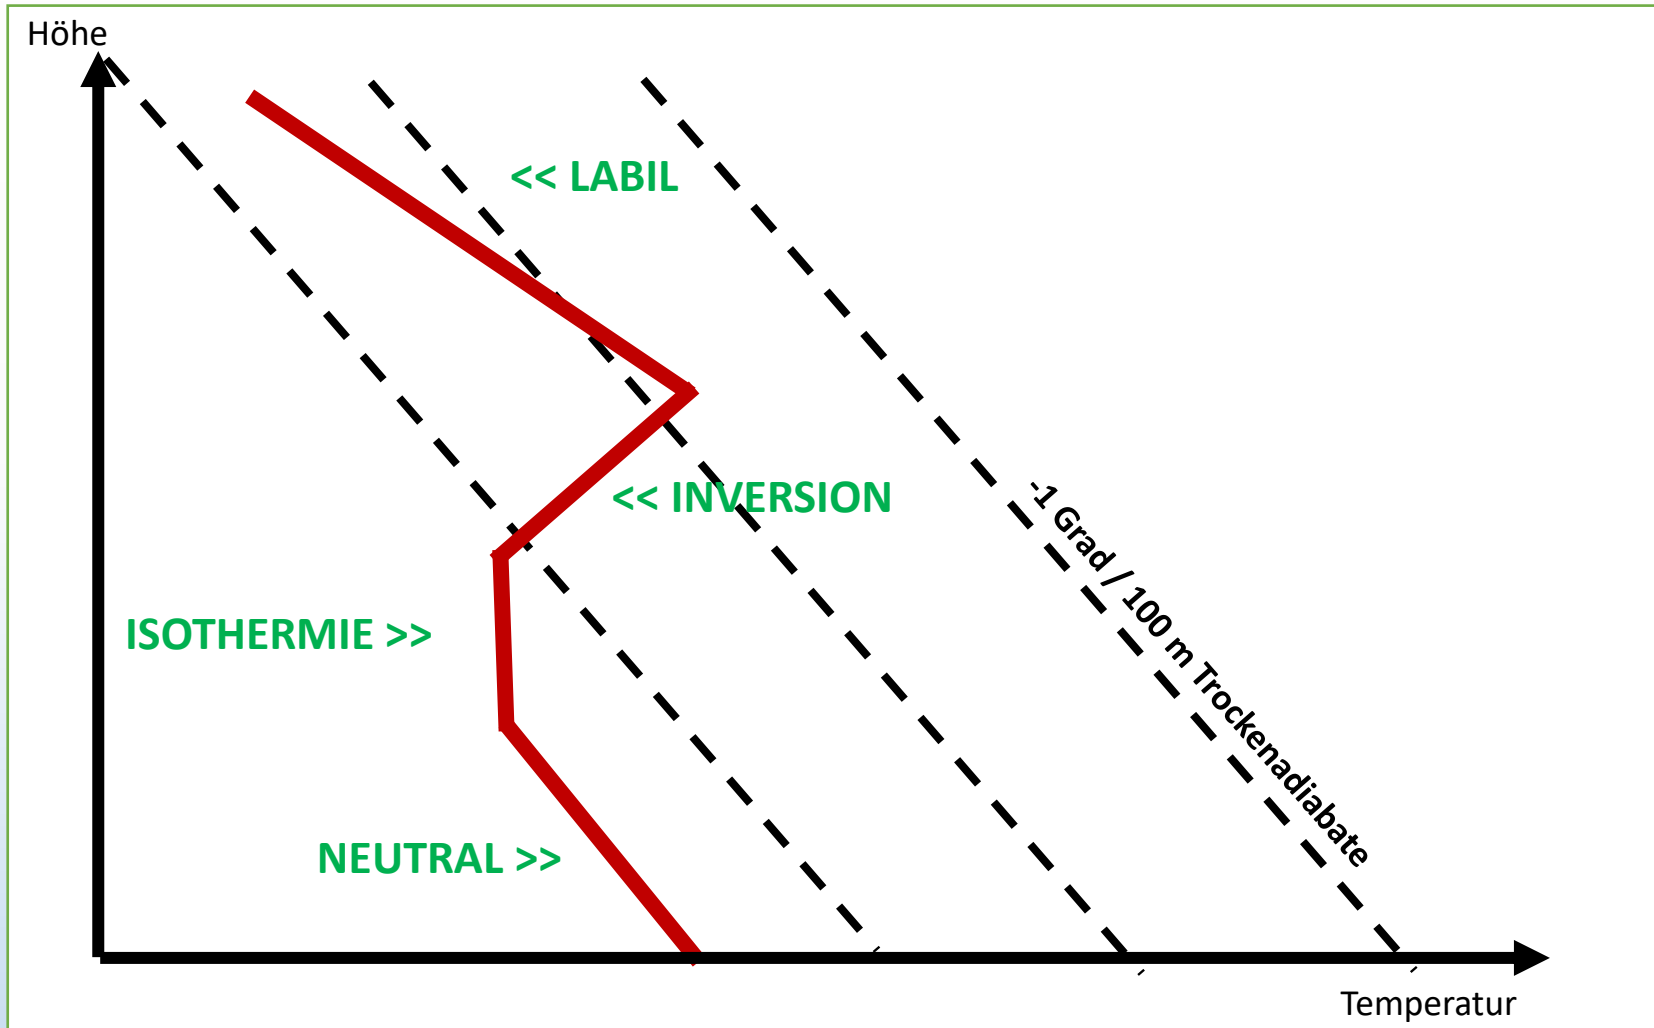 Höhe
<< LABIL
<< INVERSION
-1 Grad / 100 m Trockenadiabate
ISOTHERMIE >>
NEUTRAL >>
Temperatur